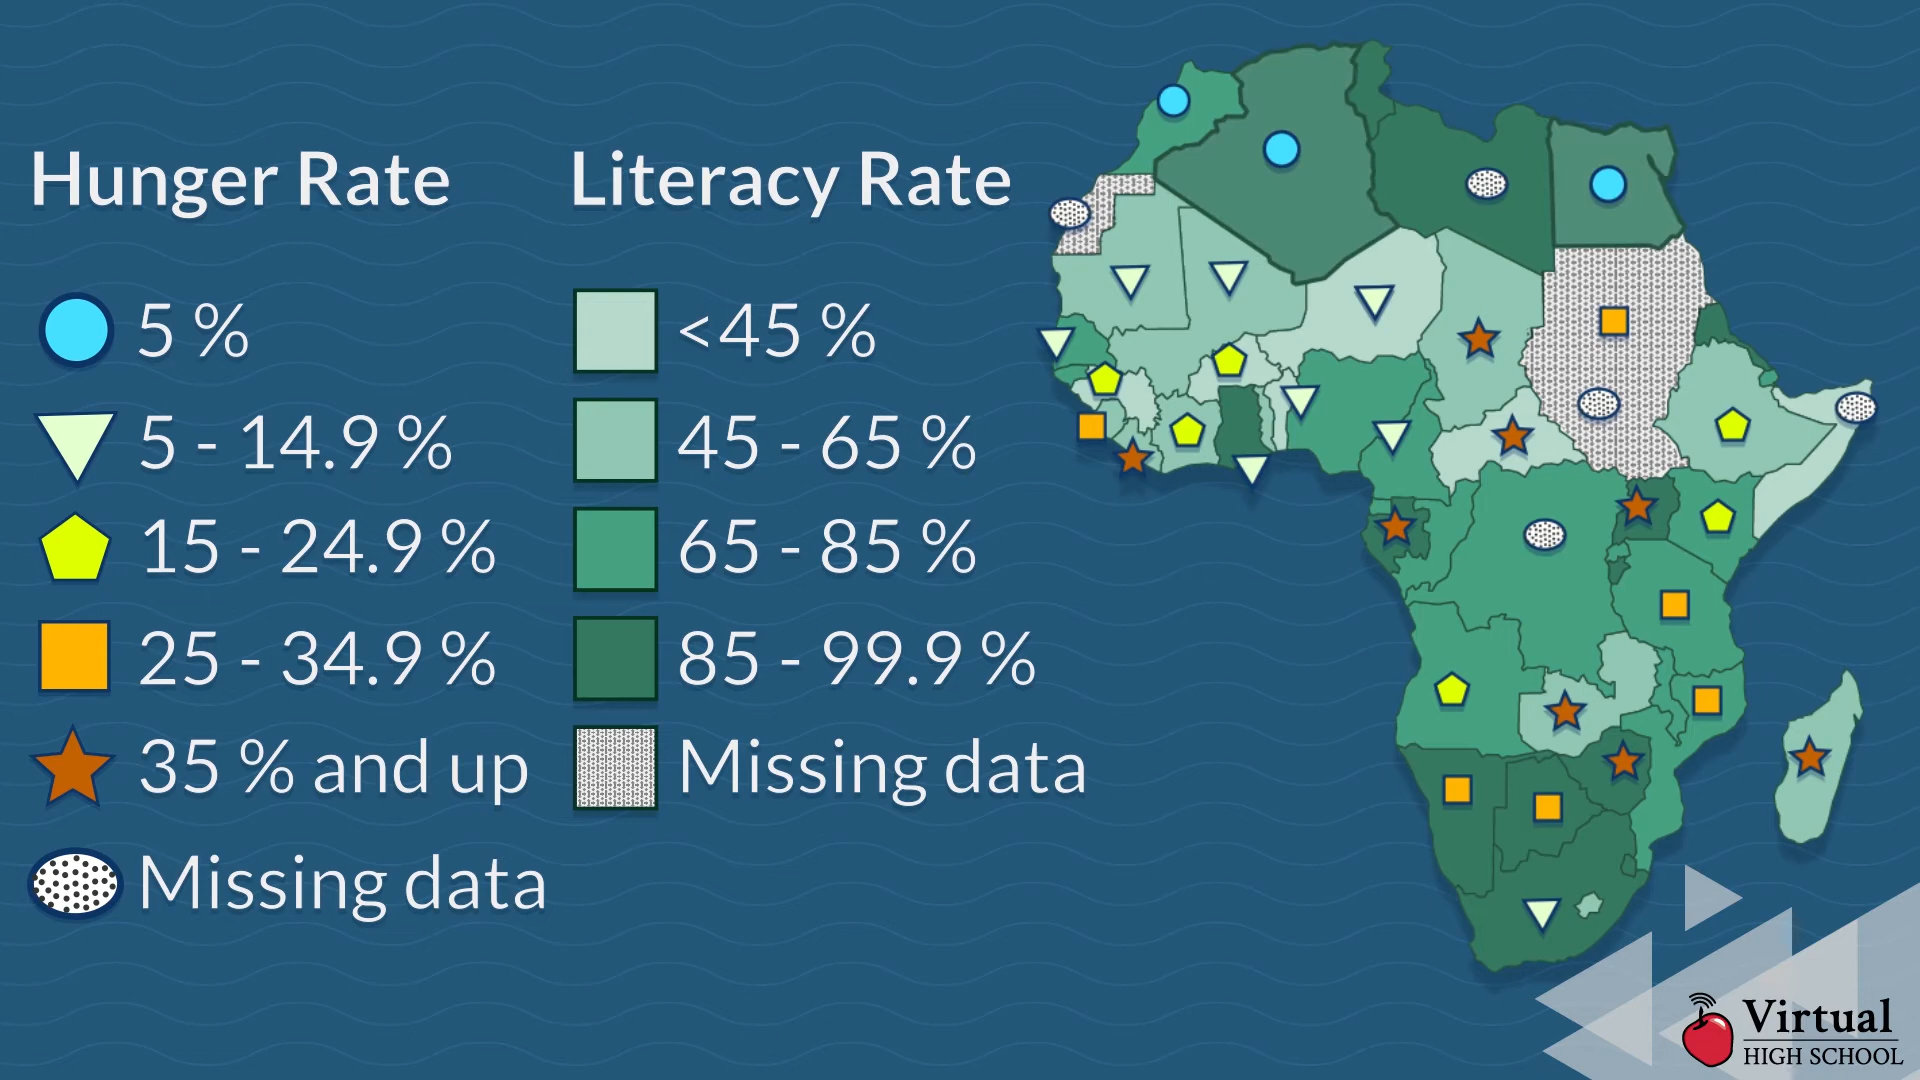 Hunger Rate
5 %
5 - 14.9 %
15 - 24.9 %
25 - 34.9 %
35 % and up
Missing data
Literacy Rate
<45 %
45 - 65 %
65 - 85 %
85 - 99.9 %
Missing data
Virtual
HIGH SCHOOL